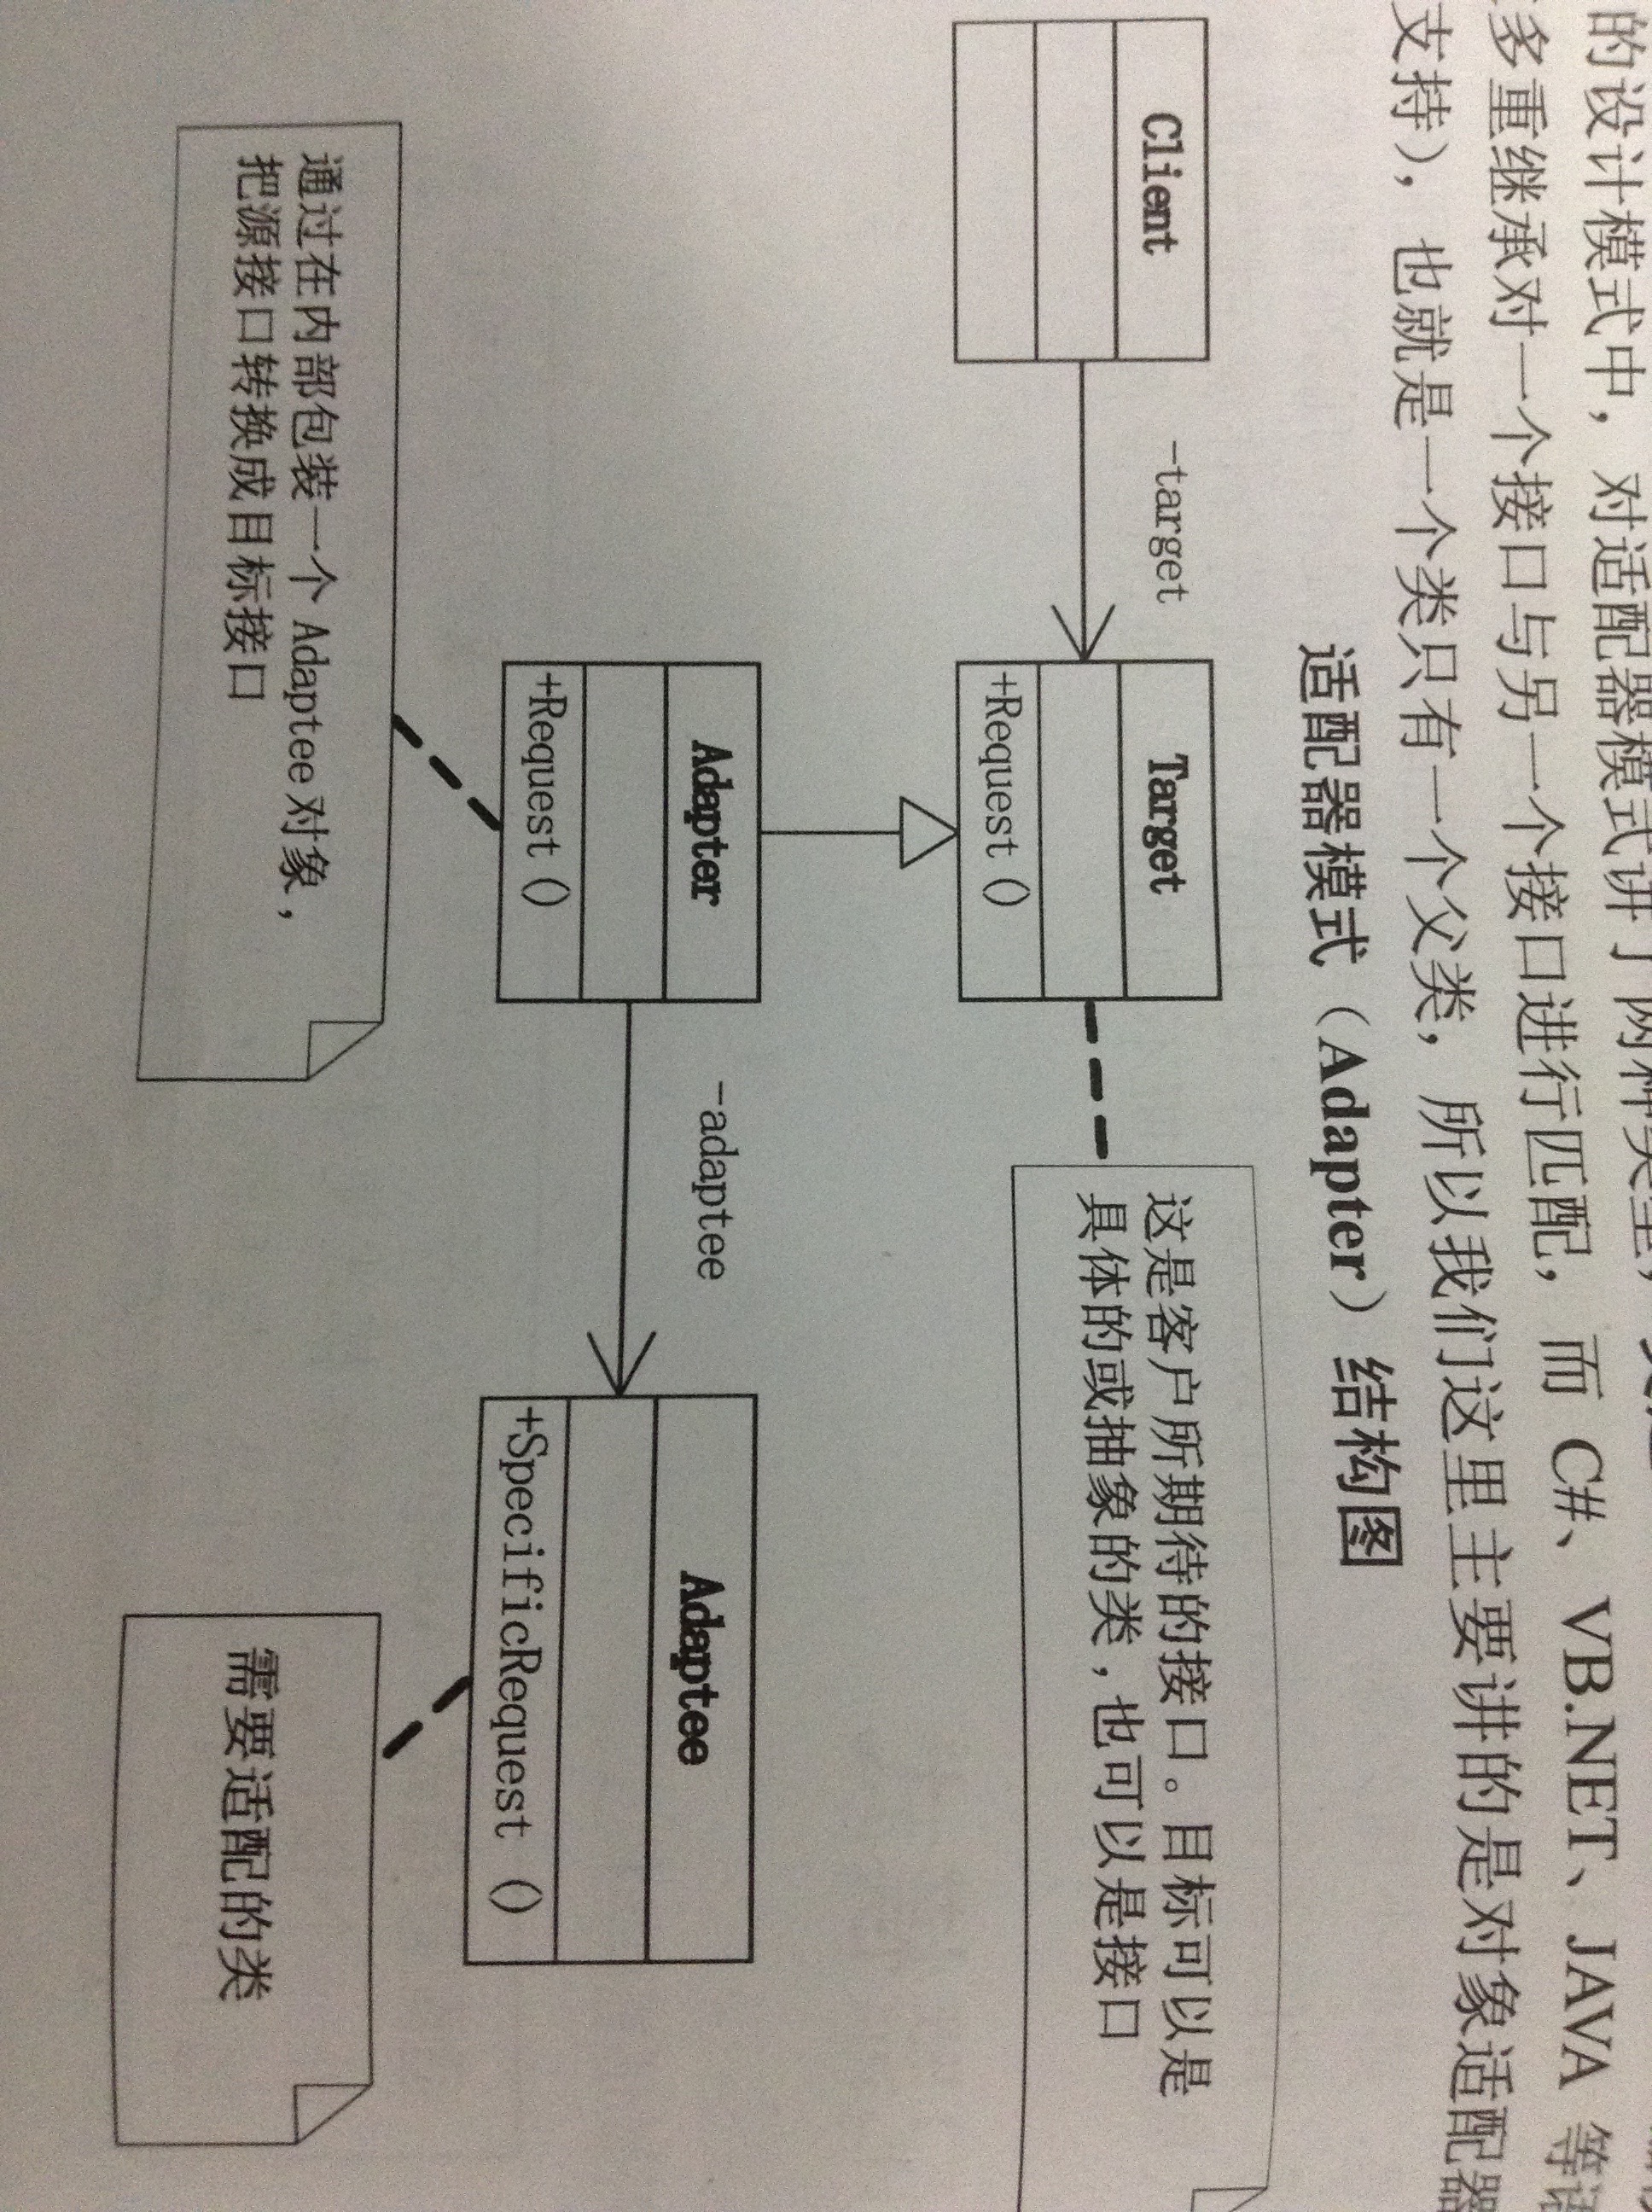 的设计模式中，对适配器模式讲了两种类型，
多重继承对一个接口与另一个接口进行匹配，而 C#、VB.NET、JAVA 等语
支持），也就是一个类只有一个父类，所以我们这里主要讲的是对象适配器
适配器模式（Adapter）结构图
Client
-target
Target
+Request()
这是客户所期待的接口。目标可以是
具体的或抽象的类，也可以是接口
Adapter
+Request()
-adaptee
Adaptee
+SpecificRequest()
通过在内部包装一个 Adaptee 对象，
把源接口转换成目标接口
需要适配的类